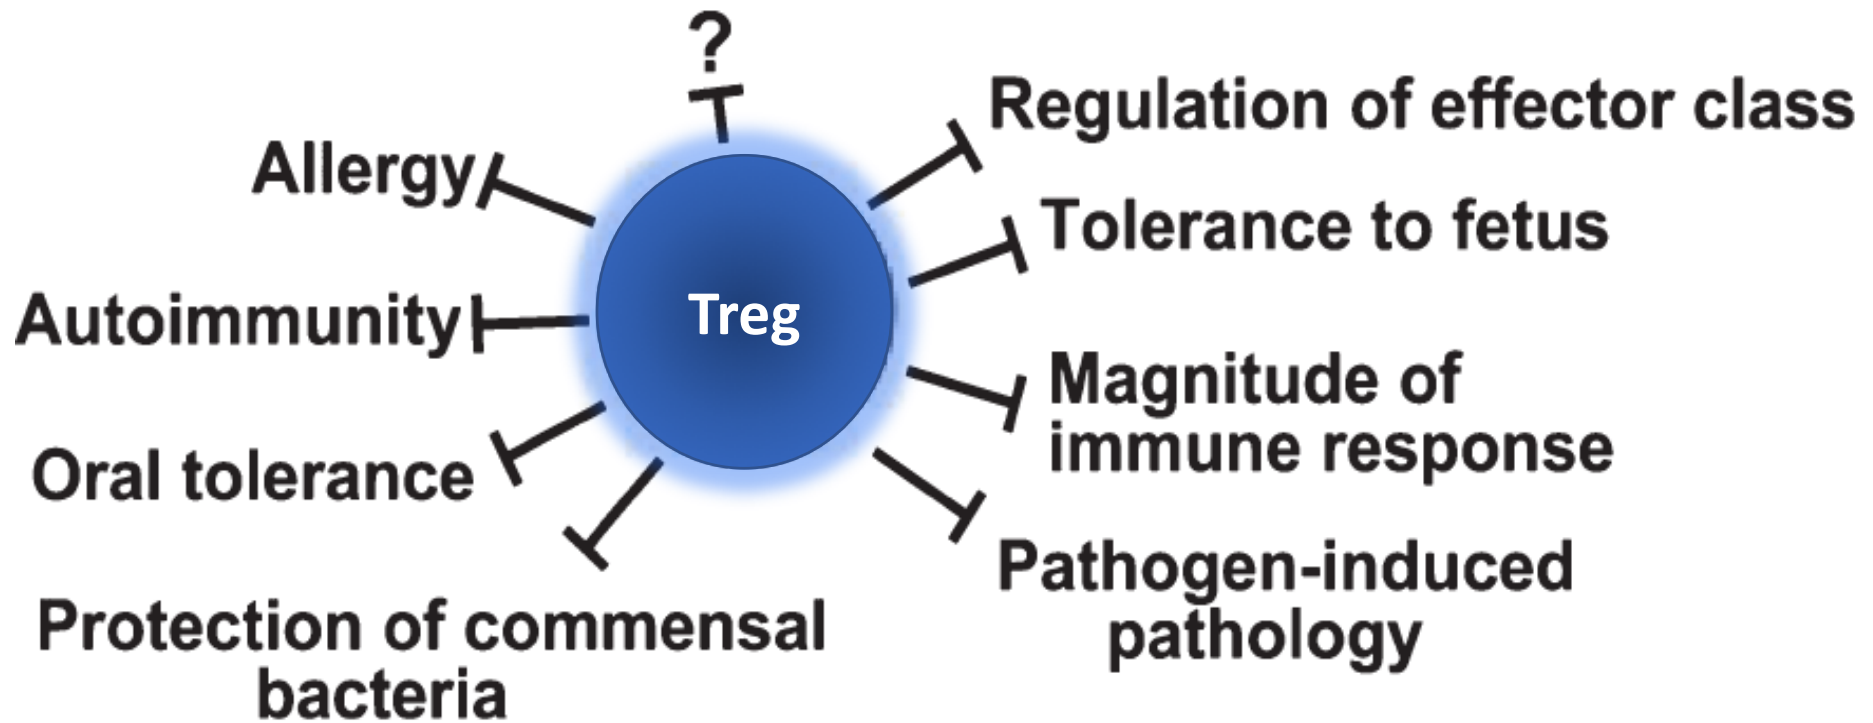 ?
Regulation of effector class
Allergy
Tolerance to fetus
Treg
Autoimmunity
Magnitude of
immune response
Oral tolerance
Pathogen-induced
pathology
Protection of commensal
bacteria